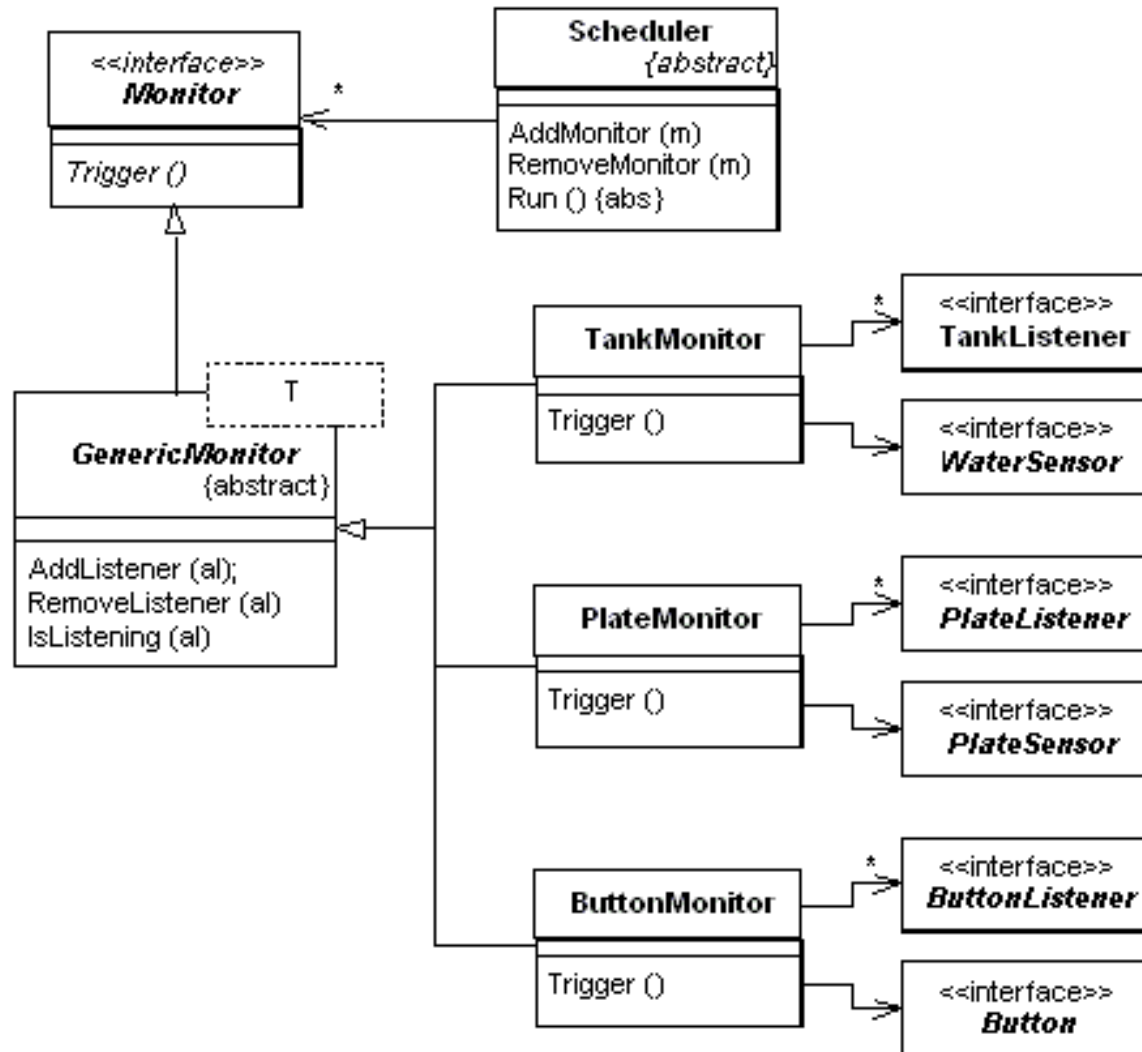 <<interface>>
Monitor
Trigger ()
*
Scheduler
{abstract}
AddMonitor (m)
RemoveMonitor (m)
Run () {abs}
T
GenericMonitor
{abstract}
AddListener (al);
RemoveListener (al)
IsListening (al)
TankMonitor
Trigger ()
*
<<interface>>
TankListener
<<interface>>
WaterSensor
PlateMonitor
Trigger ()
*
<<interface>>
PlateListener
<<interface>>
PlateSensor
ButtonMonitor
Trigger ()
*
<<interface>>
ButtonListener
<<interface>>
Button